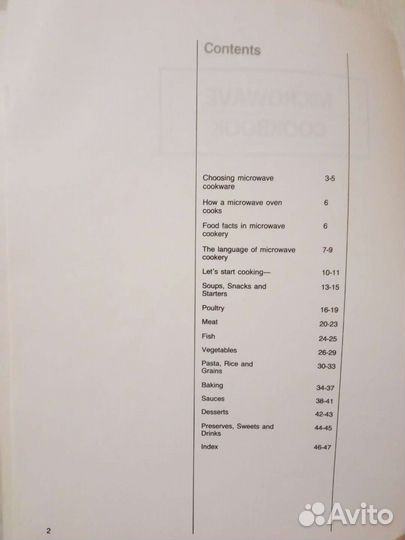 Contents
MICROWAVE
COOKBOOK
Choosing microwave 3-5
cookware
How a microwave oven 6
cooks
Food facts in microwave 6
cookery
The language of microwave 7-9
cookery
Let's start cooking— 10-11
Soups, Snacks and 13-15
Starters
Poultry 16-19
Meat 20-23
Fish 24-25
Vegetables 26-29
Pasta, Rice and 30-33
Grains
Baking 34-37
Sauces 38-41
Desserts 42-43
Preserves, Sweets and 44-45
Drinks
Index 46-47
2
Avito